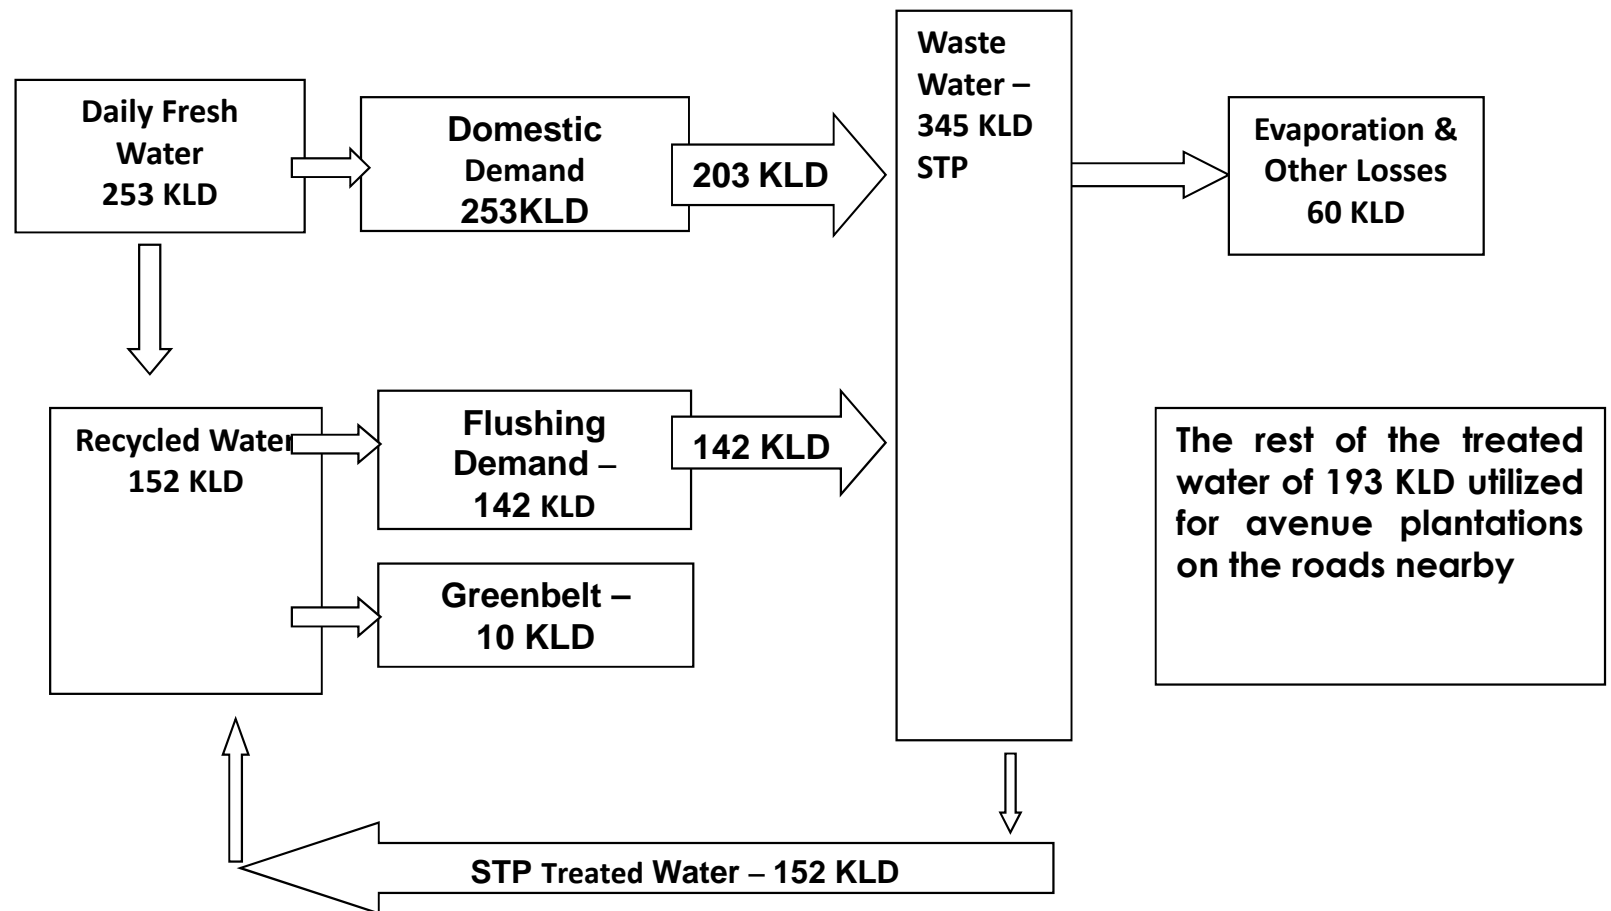 Daily Fresh
Water
253 KLD
Domestic
Demand
253KLD
203 KLD
Waste
Water –
345 KLD
STP
Evaporation &
Other Losses
60 KLD
Recycled Water
152 KLD
Flushing
Demand –
142 KLD
142 KLD
Greenbelt –
10 KLD
The rest of the treated
water of 193 KLD utilized
for avenue plantations
on the roads nearby
STP Treated Water – 152 KLD